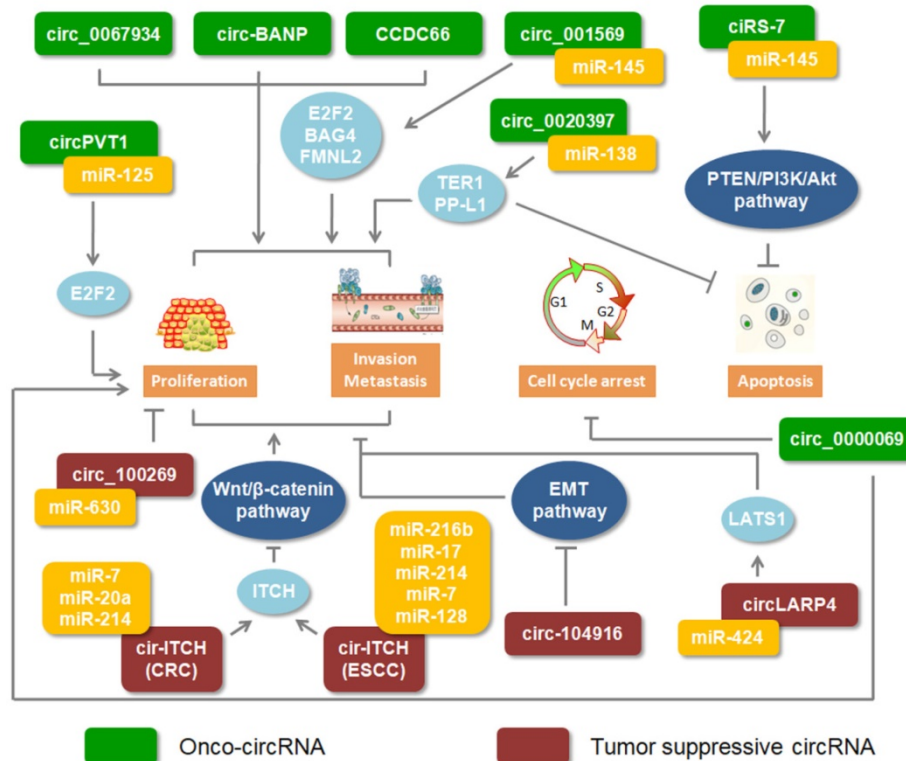 circ_0067934
circ-BANP
CCDC66
circ_001569
miR-145
ciRS-7
miR-145
circPVT1
miR-125
E2F2
BAG4
FMNL2
circ_0020397
miR-138
TER1
PP-L1
PTEN/PI3K/Akt
pathway
E2F2
G1
S
G2
M
Proliferation
Invasion
Metastasis
Cell cycle arrest
Apoptosis
circ_0000069
circ_100269
miR-630
Wnt/β-catenin
pathway
EMT
pathway
LATS1
miR-216b
miR-17
miR-214
miR-7
miR-128
miR-7
miR-20a
miR-214
ITCH
cir-ITCH
(CRC)
cir-ITCH
(ESCC)
circ-104916
circLARP4
miR-424
Onco-circRNA
Tumor suppressive circRNA